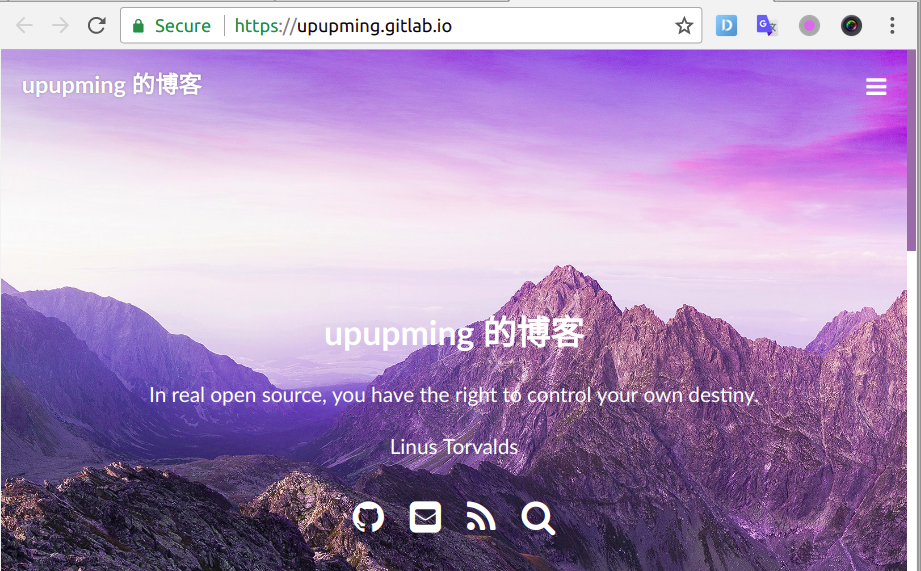 Secure https://upupming.gitlab.io
upupming 的博客
upupming 的博客
In real open source, you have the right to control your own destiny.
Linus Torvalds